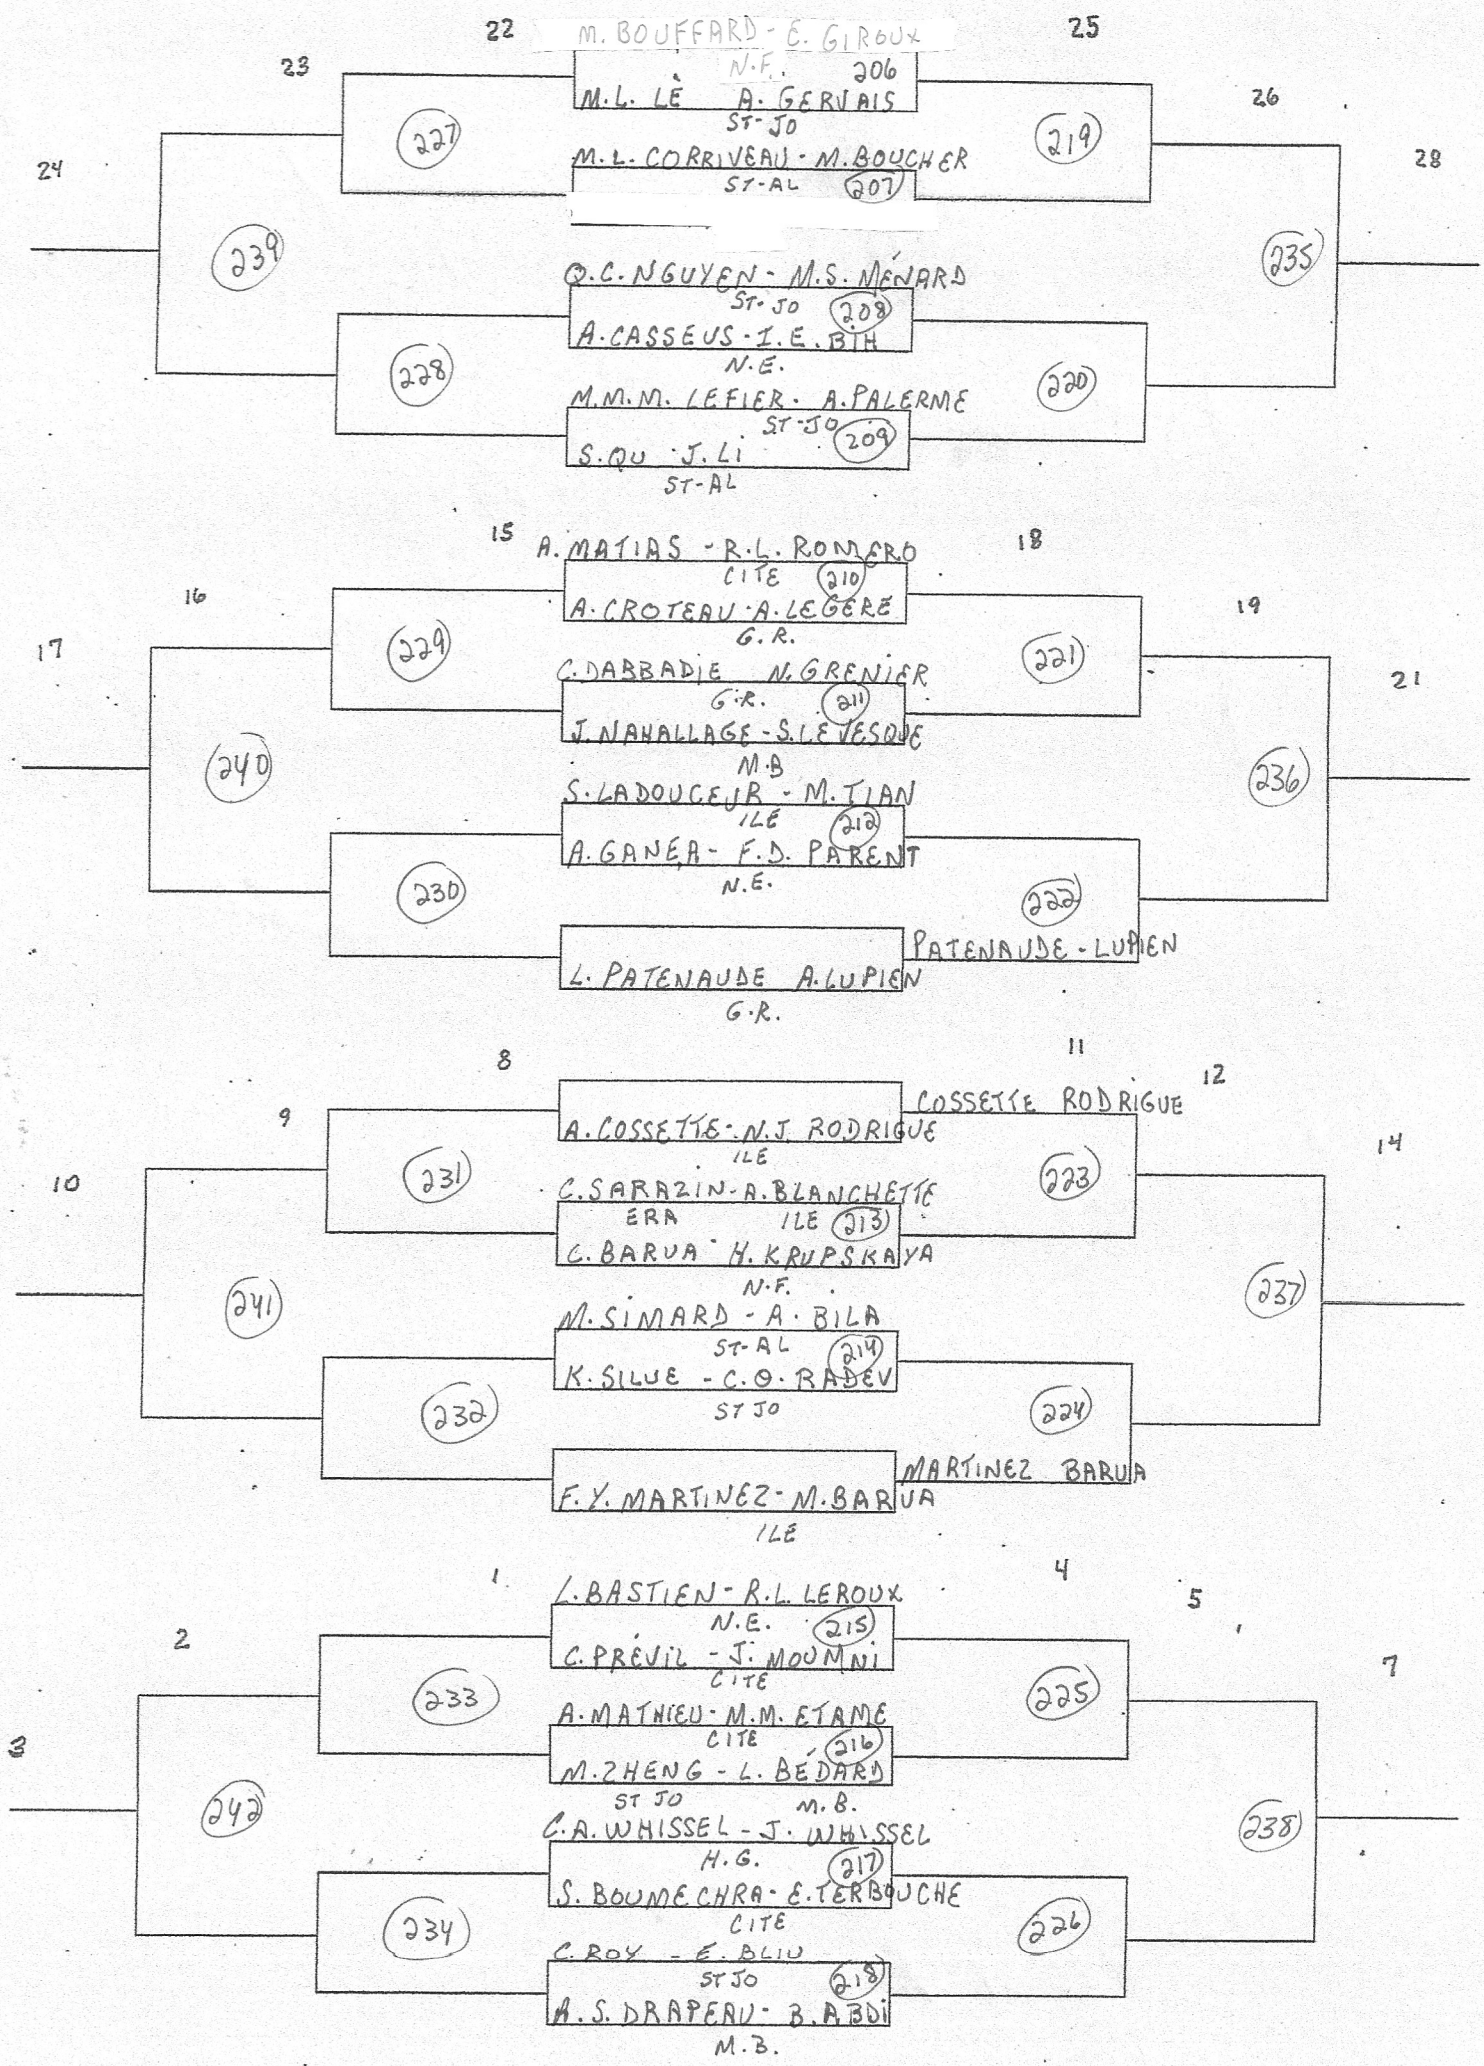 22 M. BOUFFARD - E. GIROUX 25
23 N.F. 206
M.L. LÊ A. GERVAIS 26
ST-JO
227 219
24 M.L. CORRIVEAU - M. BOUCHER 28
ST-AL 207
239 235
Q.C. NGUYEN - M.S. MÉNARD
ST-JO 208
A. CASSEUS - I.E. BIH
N.E.
228 220
M.M.M. LEFIER - A. PALERME
ST-JO 209
S. QU - J. LI
ST-AL
15 A. MATIAS - R.L. ROMERO 18
CITE 210
16 A. CROTEAU - A. LEGERE 19
G.R.
17 229 221
C. DABBADIE N. GRENIER 21
G.R. 211
J. NAHALLAGE - S. LEVESQUE
240 M.B 236
S. LADOUCEUR - M. TIAN
ILE 212
A. GANEA - F.D. PARENT
N.E.
230 222
PATENAUDE - LUPIEN
L. PATENAUDE A. LUPIEN
G.R.
8 11
9 COSSETTE RODRIGUE 12
A. COSSETTE - N.J. RODRIGUE
ILE
10 231 223 14
C. SARAZIN - A. BLANCHETTE
ERA ILE 213
C. BARUA - H. KRUPSKAYA
N.F.
241 237
M. SIMARD - A. BILA
ST-AL 214
K. SILUE - C.O. RADEV
ST JO
232 224
MARTINEZ BARUA
F.Y. MARTINEZ - M. BARUA
ILE
1 L. BASTIEN - R.L. LEROUX 4
2 N.E. 215 5
C. PREVIL - J. MOUMNI
CITE
233 225
3 A. MATHIEU - M.M. ETAME 7
CITE 216
M. ZHENG - L. BÉDARD
ST JO M.B.
242 238
C.A. WHISSEL - J. WHISSEL
H.G. 217
S. BOUMECHRA - E. TERBOUCHE
CITE
234 226
C. ROY - E. BLIU
ST JO 218
A.S. DRAPEAU - B. ABDI
M.B.